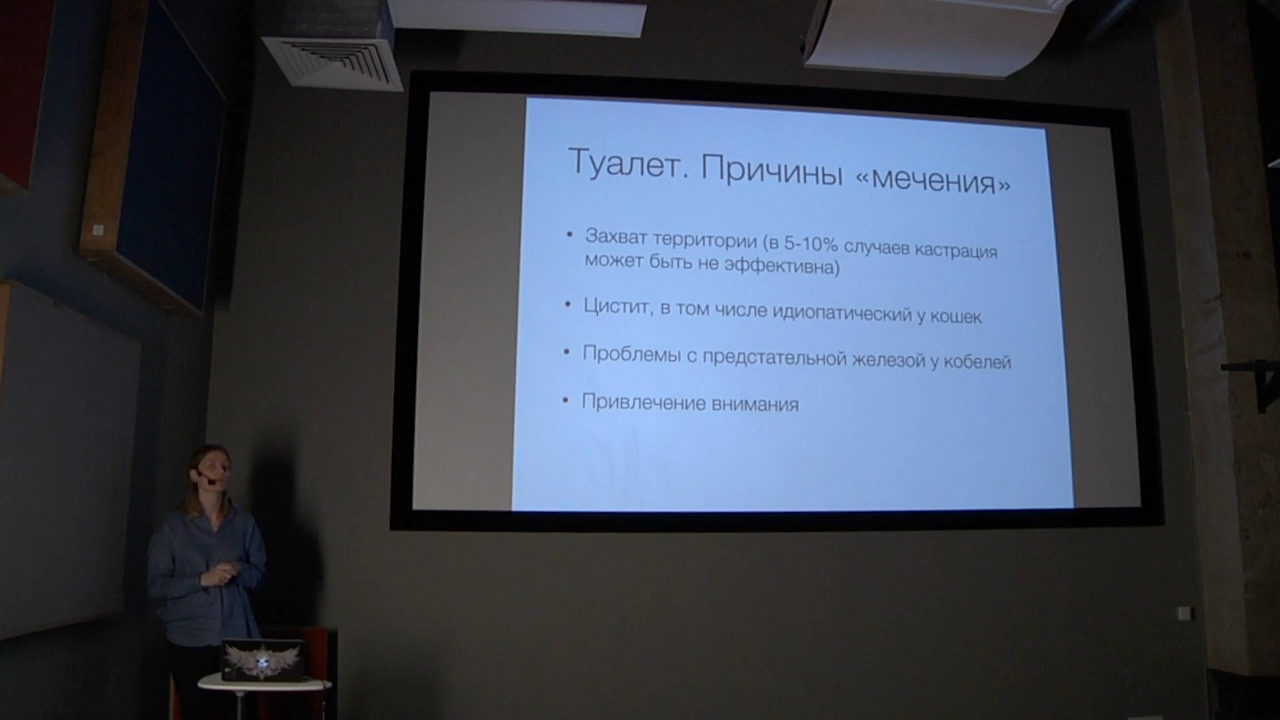 Туалет. Причины «мечения»
• Захват территории (в 5-10% случаев кастрация
может быть не эффективна)
• Цистит, в том числе идиопатический у кошек
• Проблемы с предстательной железой у кобелей
• Привлечение внимания